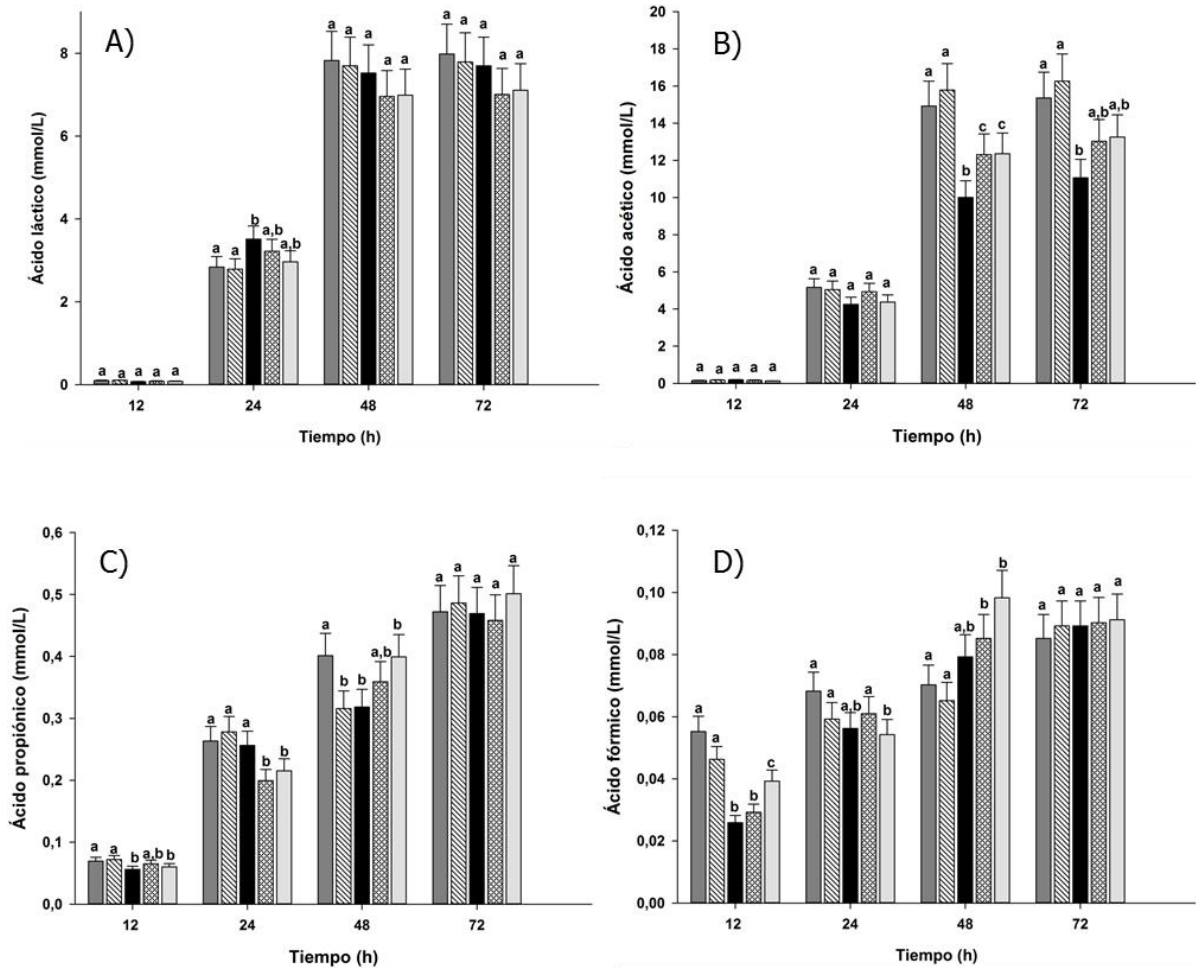 A)
Ácido láctico (mmol/L)
8
6
4
2
0
a a a a a
a a b a,b a,b
a a a a a
a a a a a
12 24 48 72
Tiempo (h)
B)
Ácido acético (mmol/L)
20
18
16
14
12
10
8
6
4
2
0
a a a a a
a a a a a
a a b c c
a a b a,b a,b
12 24 48 72
Tiempo (h)
C)
Ácido propiónico (mmol/L)
0,6
0,5
0,4
0,3
0,2
0,1
0,0
a a b a,b b
a a a b b
a b b a,b b
a a a a a
12 24 48 72
Tiempo (h)
D)
Ácido fórmico (mmol/L)
0,12
0,10
0,08
0,06
0,04
0,02
0,00
a a b b c
a a a,b a b
a a a,b b b
a a a a a
12 24 48 72
Tiempo (h)